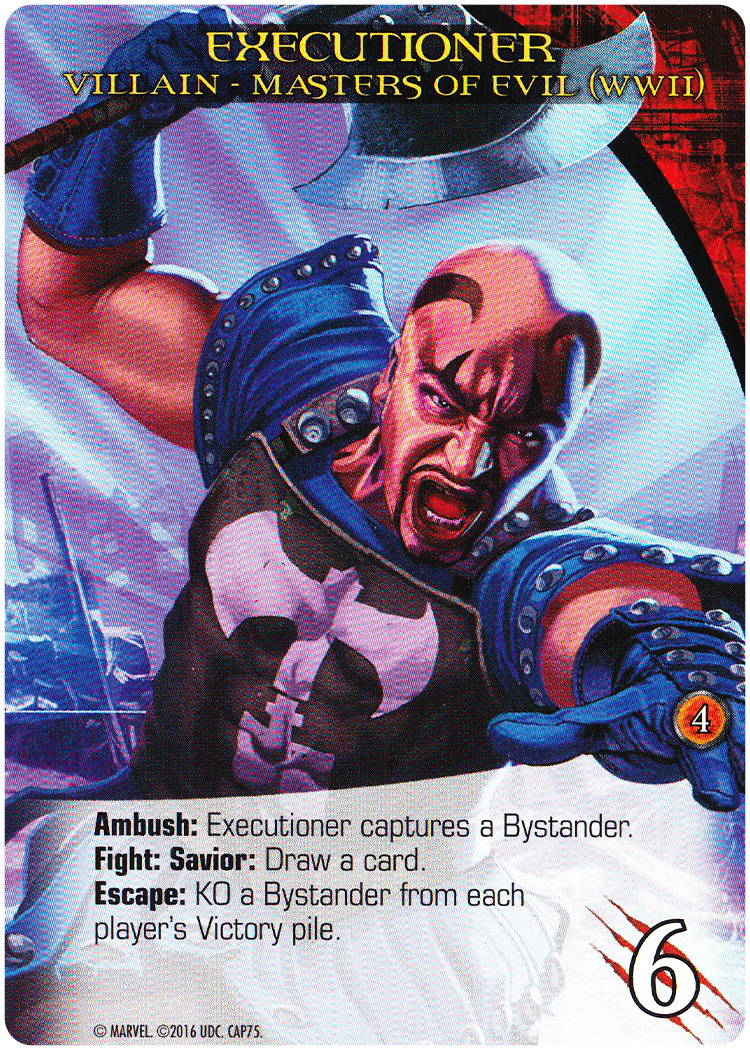 EXECUTIONER
VILLAIN - MASTERS OF EVIL (WWII)
4
Ambush: Executioner captures a Bystander.
Fight: Savior: Draw a card.
Escape: KO a Bystander from each
player's Victory pile.
6
© MARVEL. ©2016 UDC. CAP75.